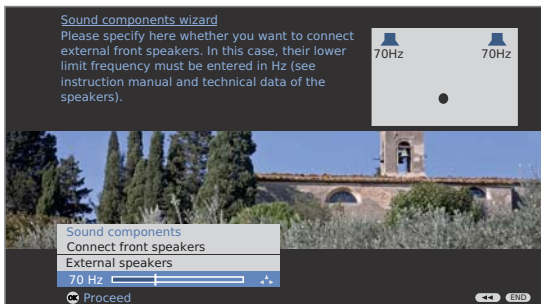 Sound components wizard
Please specify here whether you want to connect
external front speakers. In this case, their lower
limit frequency must be entered in Hz (see
instruction manual and technical data of the
speakers).
70Hz 70Hz
Sound components
Connect front speakers
External speakers
70 Hz
OK Proceed
END